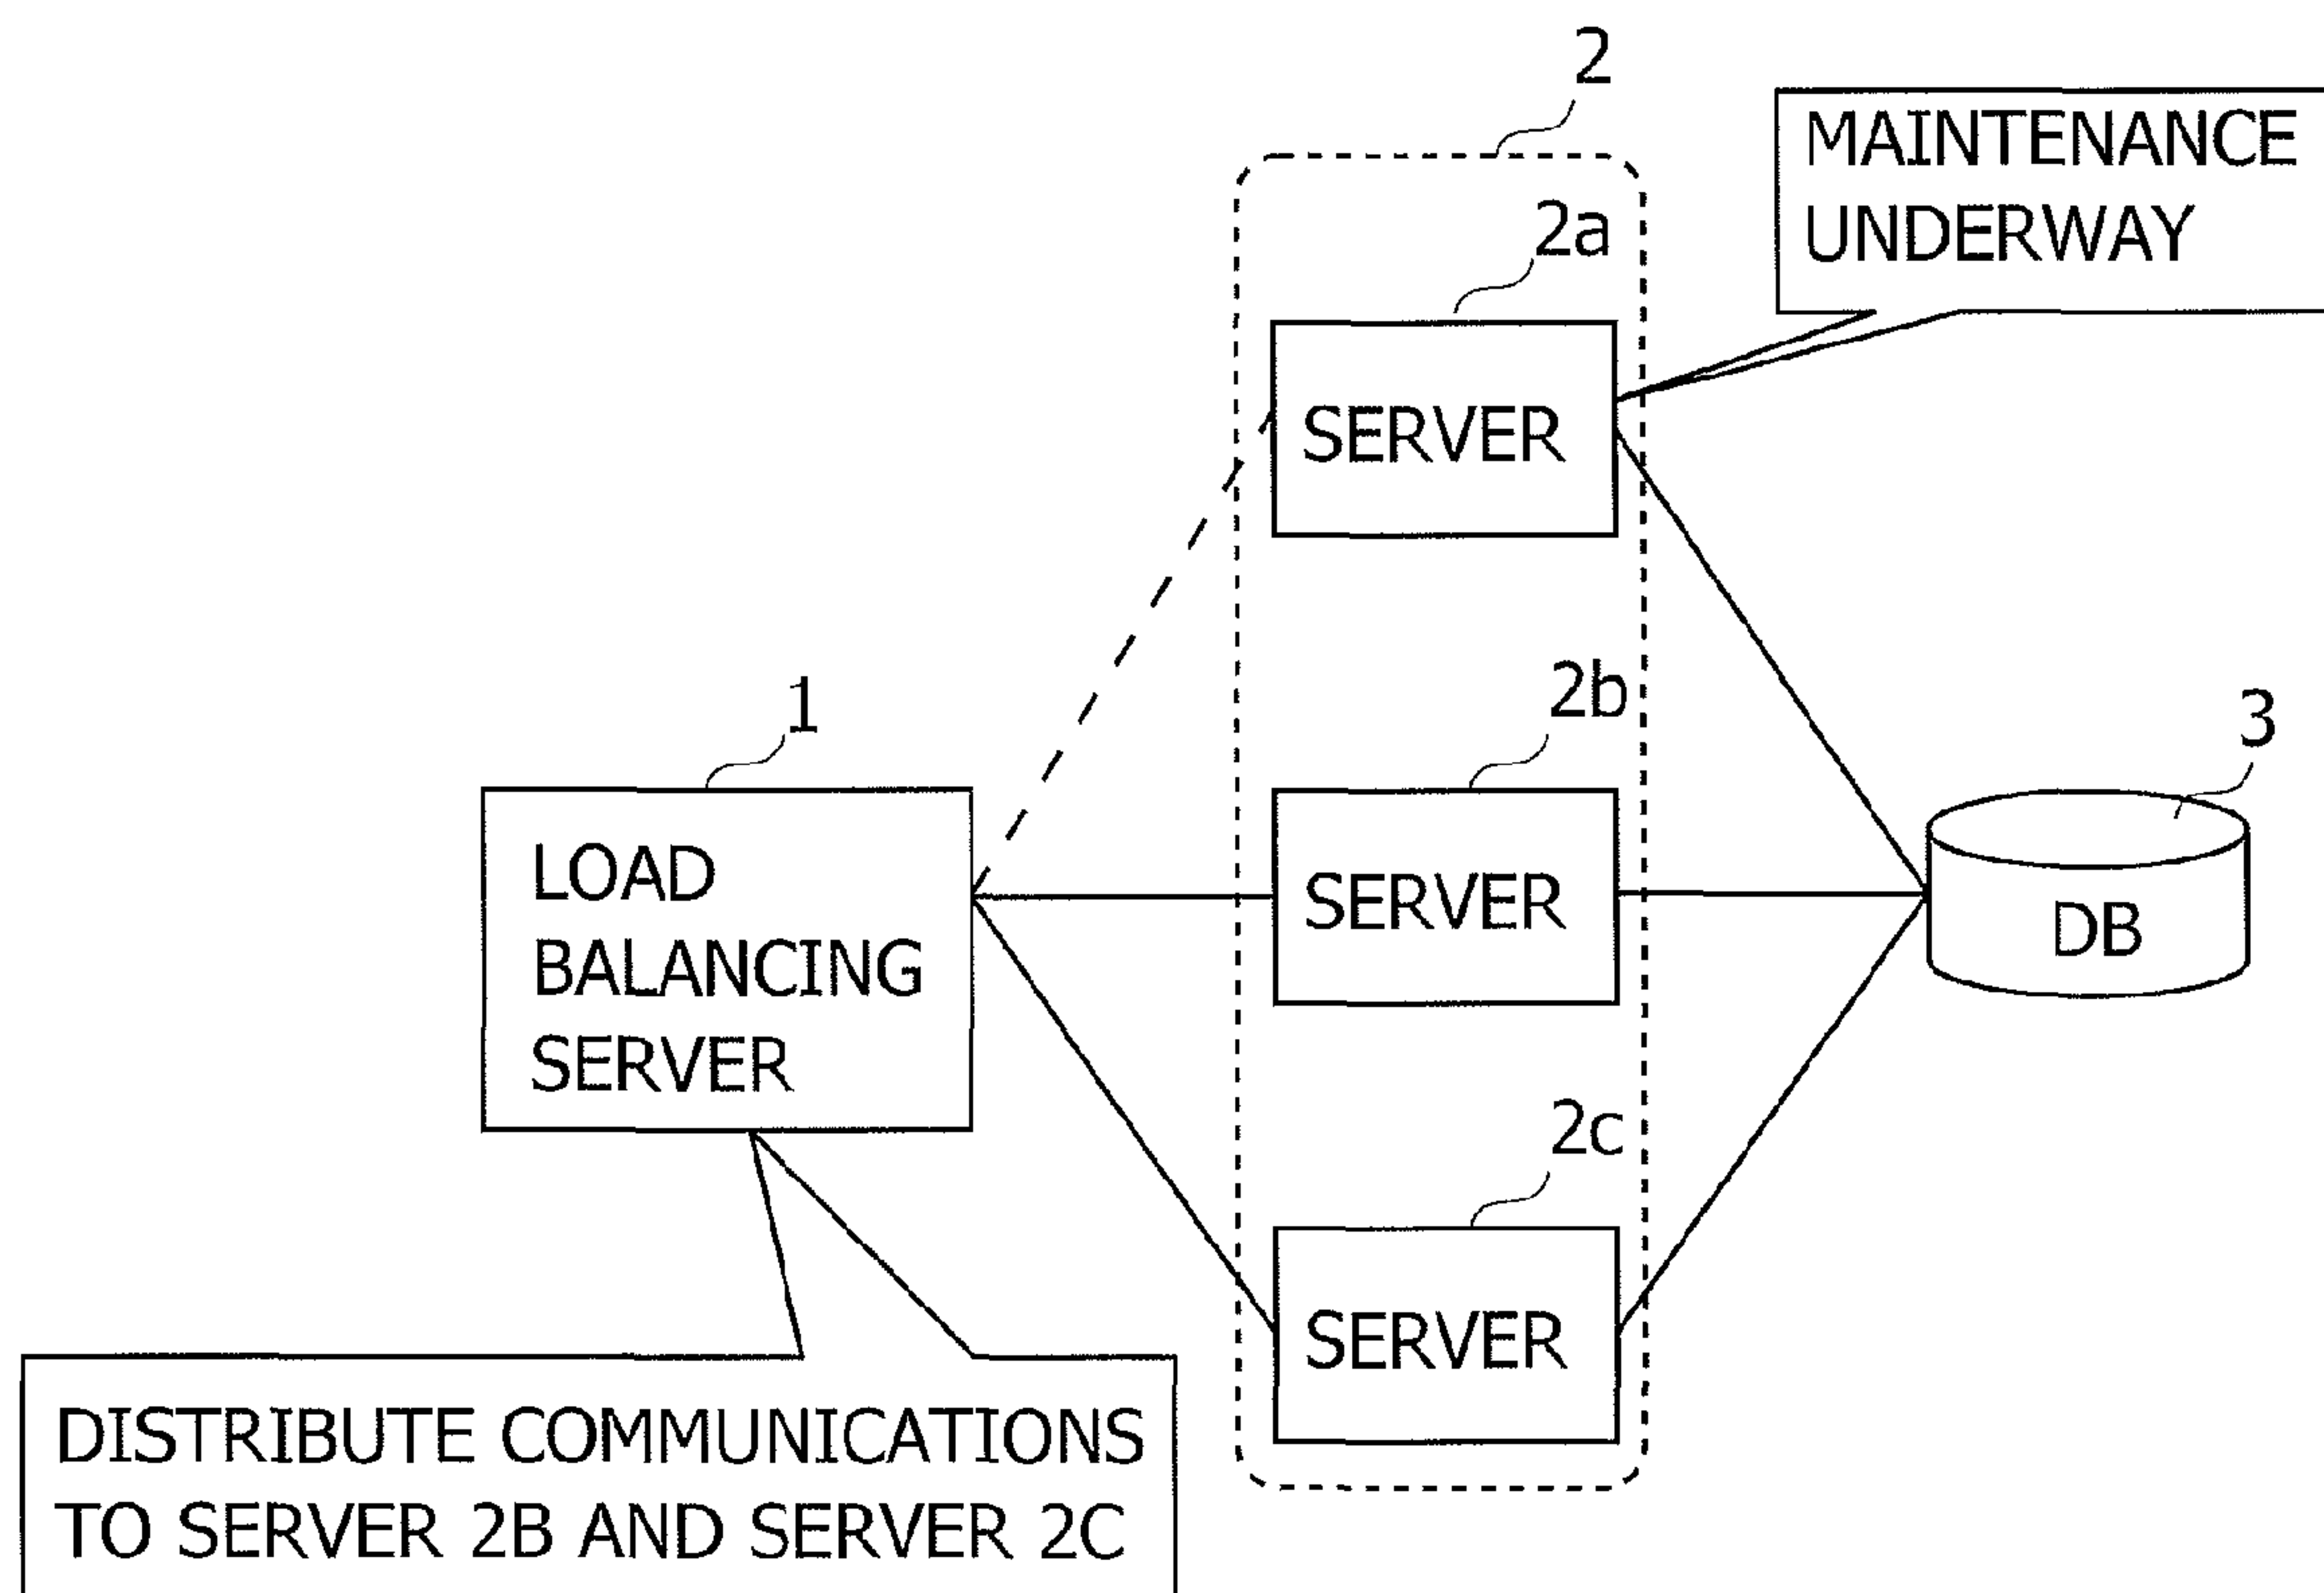 2
MAINTENANCE
UNDERWAY
2a
SERVER
1
2b
3
LOAD
BALANCING
SERVER
SERVER
DB
2c
SERVER
DISTRIBUTE COMMUNICATIONS
TO SERVER 2B AND SERVER 2C